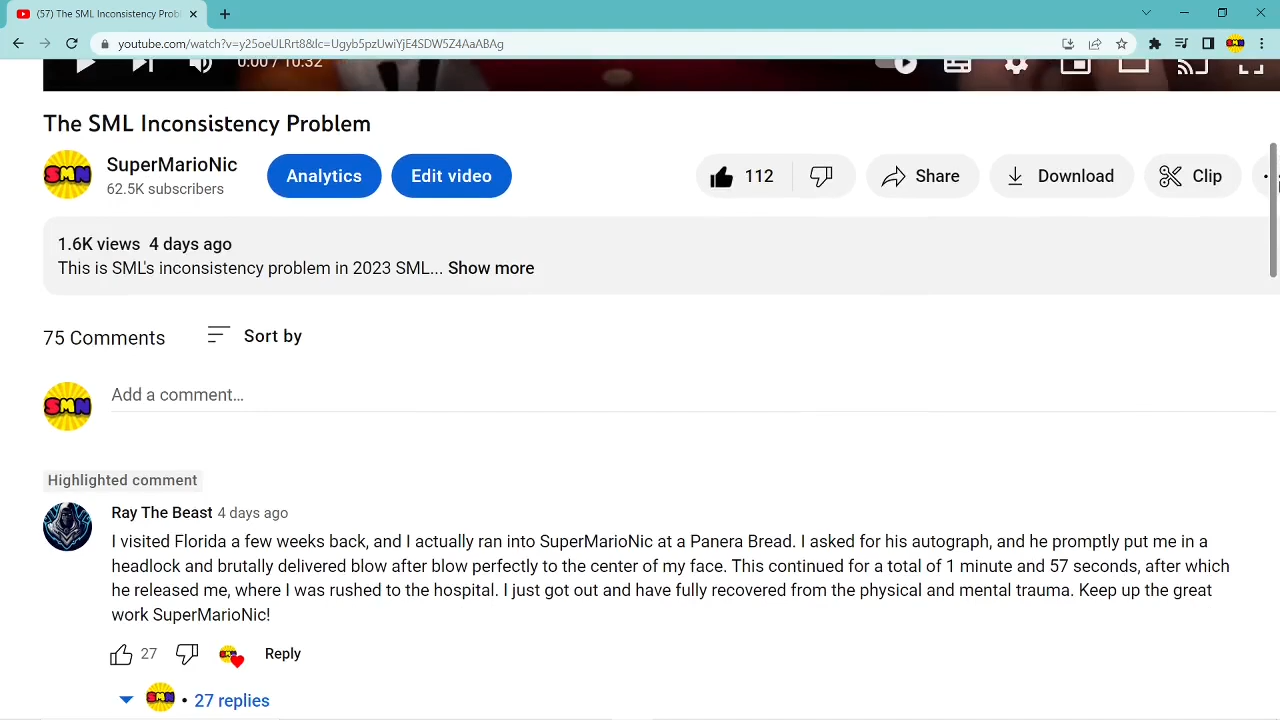 (57) The SML Inconsistency Probl
youtube.com/watch?v=y25oeULRrt8&lc=Ugyb5pzUwiYjE4SDW5Z4AaABAg
0:00 / 10:32
The SML Inconsistency Problem
SMN
SuperMarioNic
62.5K subscribers
Analytics
Edit video
112
Share
Download
Clip
1.6K views 4 days ago
This is SML's inconsistency problem in 2023 SML... Show more
75 Comments
Sort by
SMN
Add a comment...
Highlighted comment
Ray The Beast 4 days ago
I visited Florida a few weeks back, and I actually ran into SuperMarioNic at a Panera Bread. I asked for his autograph, and he promptly put me in a
headlock and brutally delivered blow after blow perfectly to the center of my face. This continued for a total of 1 minute and 57 seconds, after which
he released me, where I was rushed to the hospital. I just got out and have fully recovered from the physical and mental trauma. Keep up the great
work SuperMarioNic!
27
SMN
Reply
SMN
• 27 replies